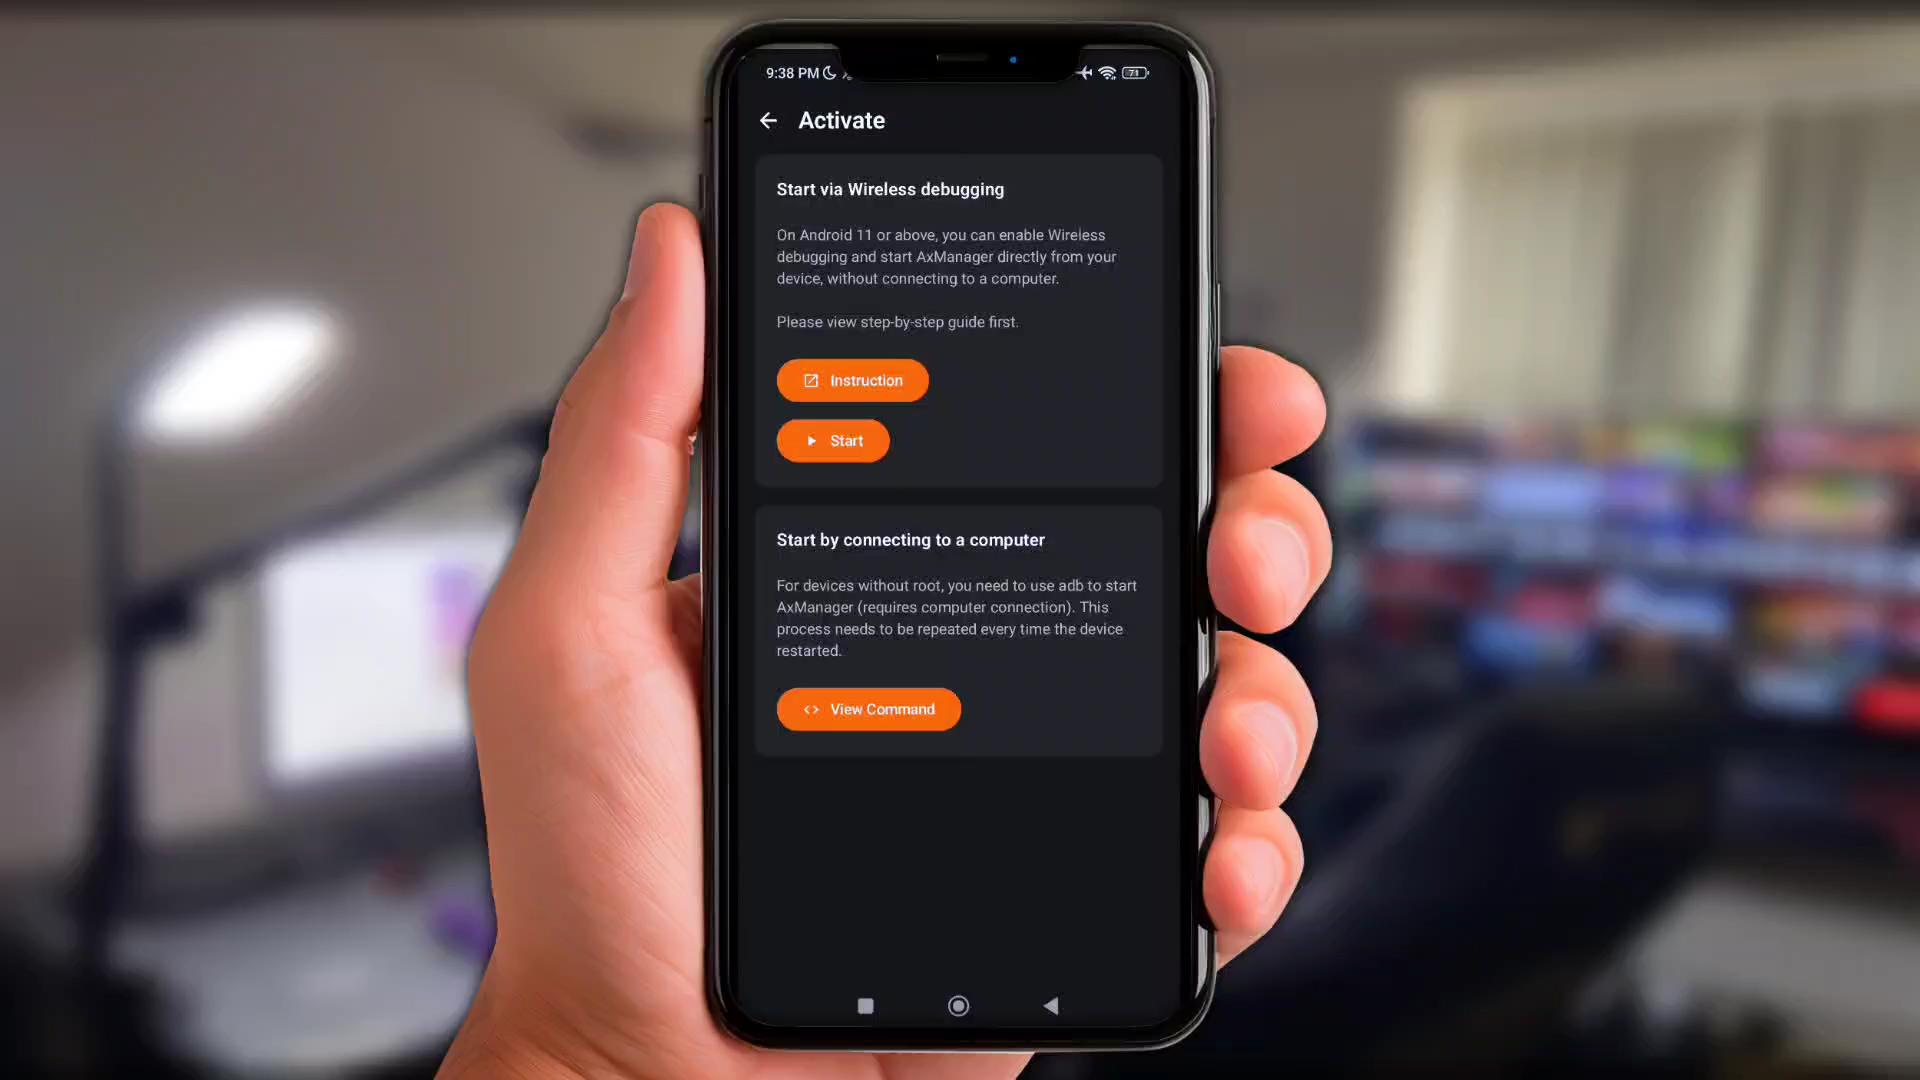 9:38 PM
71
Activate
Start via Wireless debugging
On Android 11 or above, you can enable Wireless
debugging and start AxManager directly from your
device, without connecting to a computer.
Please view step-by-step guide first.
Instruction
Start
Start by connecting to a computer
For devices without root, you need to use adb to start
AxManager (requires computer connection). This
process needs to be repeated every time the device
restarted.
View Command